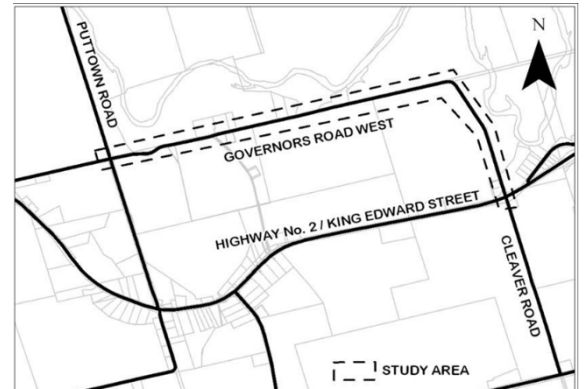 PUTTOWN ROAD
N
GOVERNORS ROAD WEST
HIGHWAY No. 2 / KING EDWARD STREET
CLEAVER ROAD
STUDY AREA